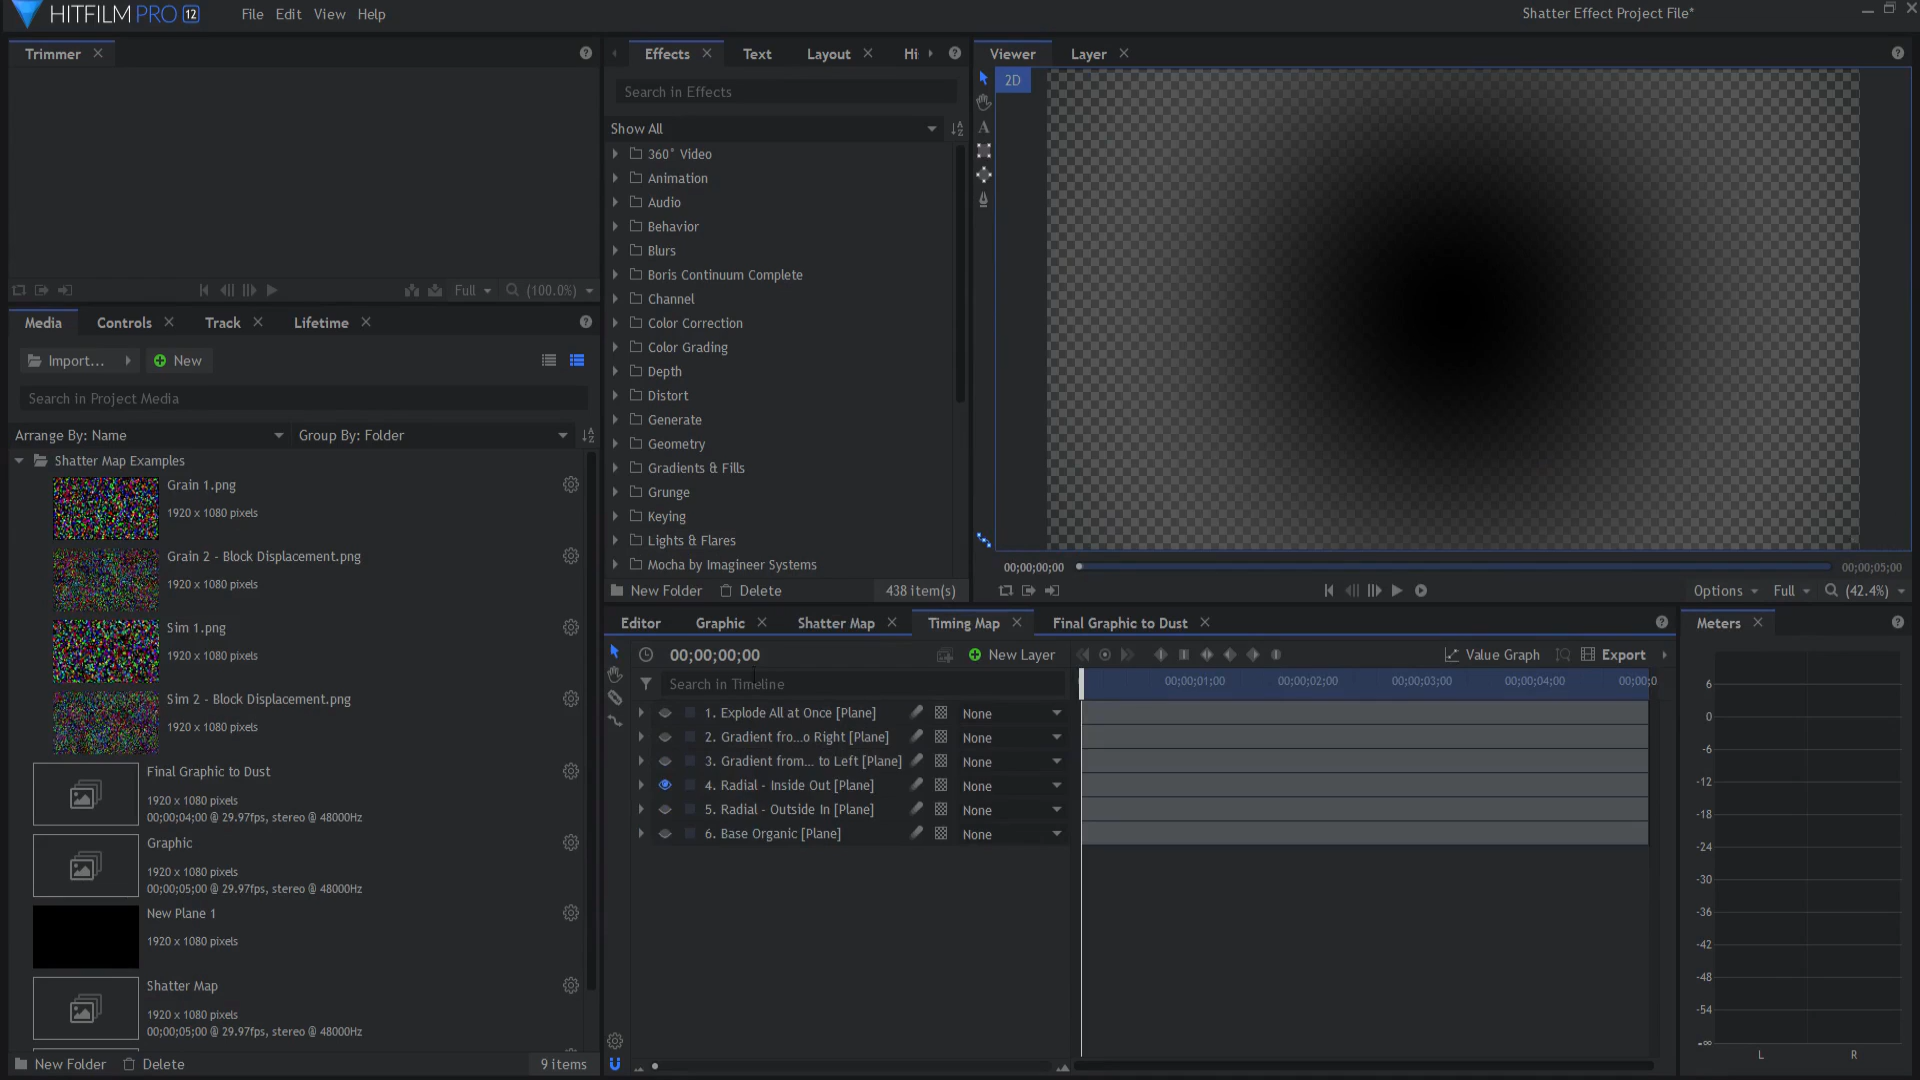 HITFILM PRO 12
File Edit View Help
Shatter Effect Project File*
Trimmer
Full
(100.0%)
Media Controls Track Lifetime
Import... New
Search in Project Media
Arrange By: Name Group By: Folder
Shatter Map Examples
Grain 1.png
1920 x 1080 pixels
Grain 2 - Block Displacement.png
1920 x 1080 pixels
Sim 1.png
1920 x 1080 pixels
Sim 2 - Block Displacement.png
1920 x 1080 pixels
Final Graphic to Dust
1920 x 1080 pixels
00;00;04;00 @ 29.97fps, stereo @ 48000Hz
Graphic
1920 x 1080 pixels
00;00;05;00 @ 29.97fps, stereo @ 48000Hz
New Plane 1
1920 x 1080 pixels
Shatter Map
1920 x 1080 pixels
00;00;05;00 @ 29.97fps, stereo @ 48000Hz
New Folder Delete 9 items
Effects Text Layout Hi
Search in Effects
Show All
360° Video
Animation
Audio
Behavior
Blurs
Boris Continuum Complete
Channel
Color Correction
Color Grading
Depth
Distort
Generate
Geometry
Gradients & Fills
Grunge
Keying
Lights & Flares
Mocha by Imagineer Systems
New Folder Delete 438 item(s)
Viewer Layer
2D
A
00;00;00;00 00;00;05;00
Options Full (42.4%)
Editor Graphic Shatter Map Timing Map Final Graphic to Dust
00;00;00;00 New Layer Value Graph Export
Search in Timeline
00;00;01;00 00;00;02;00 00;00;03;00 00;00;04;00 00;00;0
1. Explode All at Once [Plane] None
2. Gradient fro...o Right [Plane] None
3. Gradient from... to Left [Plane] None
4. Radial - Inside Out [Plane] None
5. Radial - Outside In [Plane] None
6. Base Organic [Plane] None
Meters
6
0
-6
-12
-18
-24
-30
-36
-42
-48
-54
-∞
L R